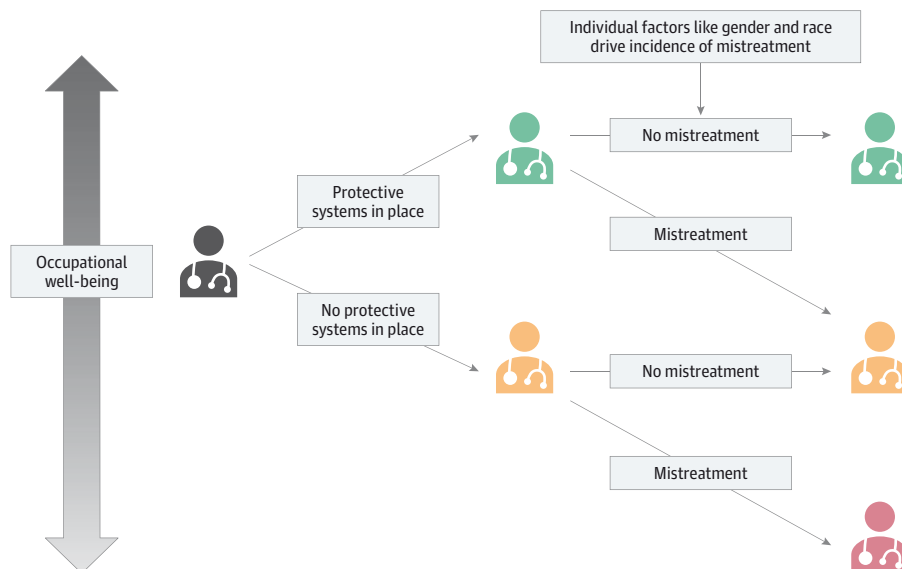 Individual factors like gender and race
drive incidence of mistreatment
No mistreatment
Protective
systems in place
Mistreatment
Occupational
well-being
No protective
systems in place
No mistreatment
Mistreatment